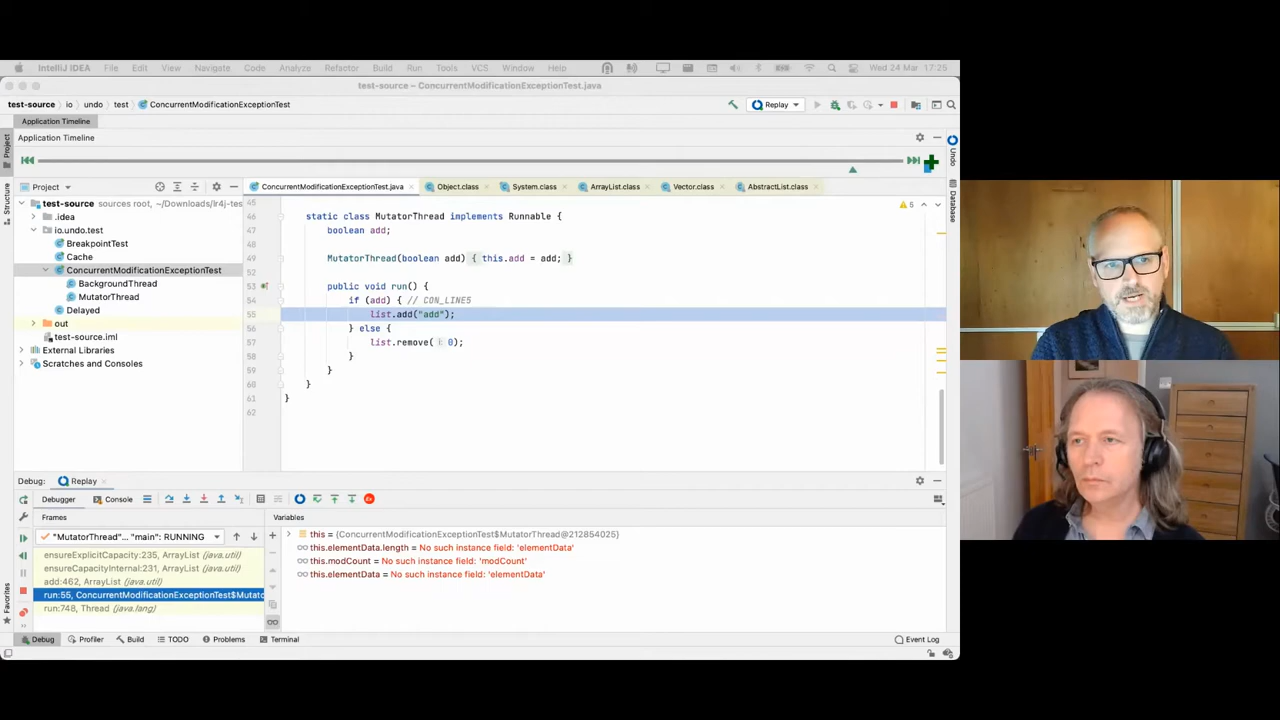 IntelliJ IDEA File Edit View Navigate Code Analyze Refactor Build Run Tools VCS Window Help Wed 24 Mar 17:25
test-source – ConcurrentModificationExceptionTest.java
test-source io undo test ConcurrentModificationExceptionTest Replay
Application Timeline
Application Timeline
Project ConcurrentModificationExceptionTest.java Object.class System.class ArrayList.class Vector.class AbstractList.class
Project
Structure
Favorites
Undo
Database
test-source sources root, ~/Downloads/lr4j-tes
.idea
io.undo.test
BreakpointTest
Cache
ConcurrentModificationExceptionTest
BackgroundThread
MutatorThread
Delayed
out
test-source.iml
External Libraries
Scratches and Consoles
5
45
46 static class MutatorThread implements Runnable {
47 boolean add;
48
49 MutatorThread(boolean add) { this.add = add; }
52
53 public void run() {
54 if (add) { // CON_LINE5
55 list.add("add");
56 } else {
57 list.remove( i: 0);
58 }
59 }
60 }
61 }
62
Debug: Replay
Debugger Console
Frames Variables
"MutatorThread"... "main": RUNNING
ensureExplicitCapacity:235, ArrayList (java.util)
ensureCapacityInternal:231, ArrayList (java.util)
add:462, ArrayList (java.util)
run:55, ConcurrentModificationExceptionTest$Mutato
run:748, Thread (java.lang)
this = {ConcurrentModificationExceptionTest$MutatorThread@212854025}
this.elementData.length = No such instance field: 'elementData'
this.modCount = No such instance field: 'modCount'
this.elementData = No such instance field: 'elementData'
Debug Profiler Build TODO Problems Terminal Event Log